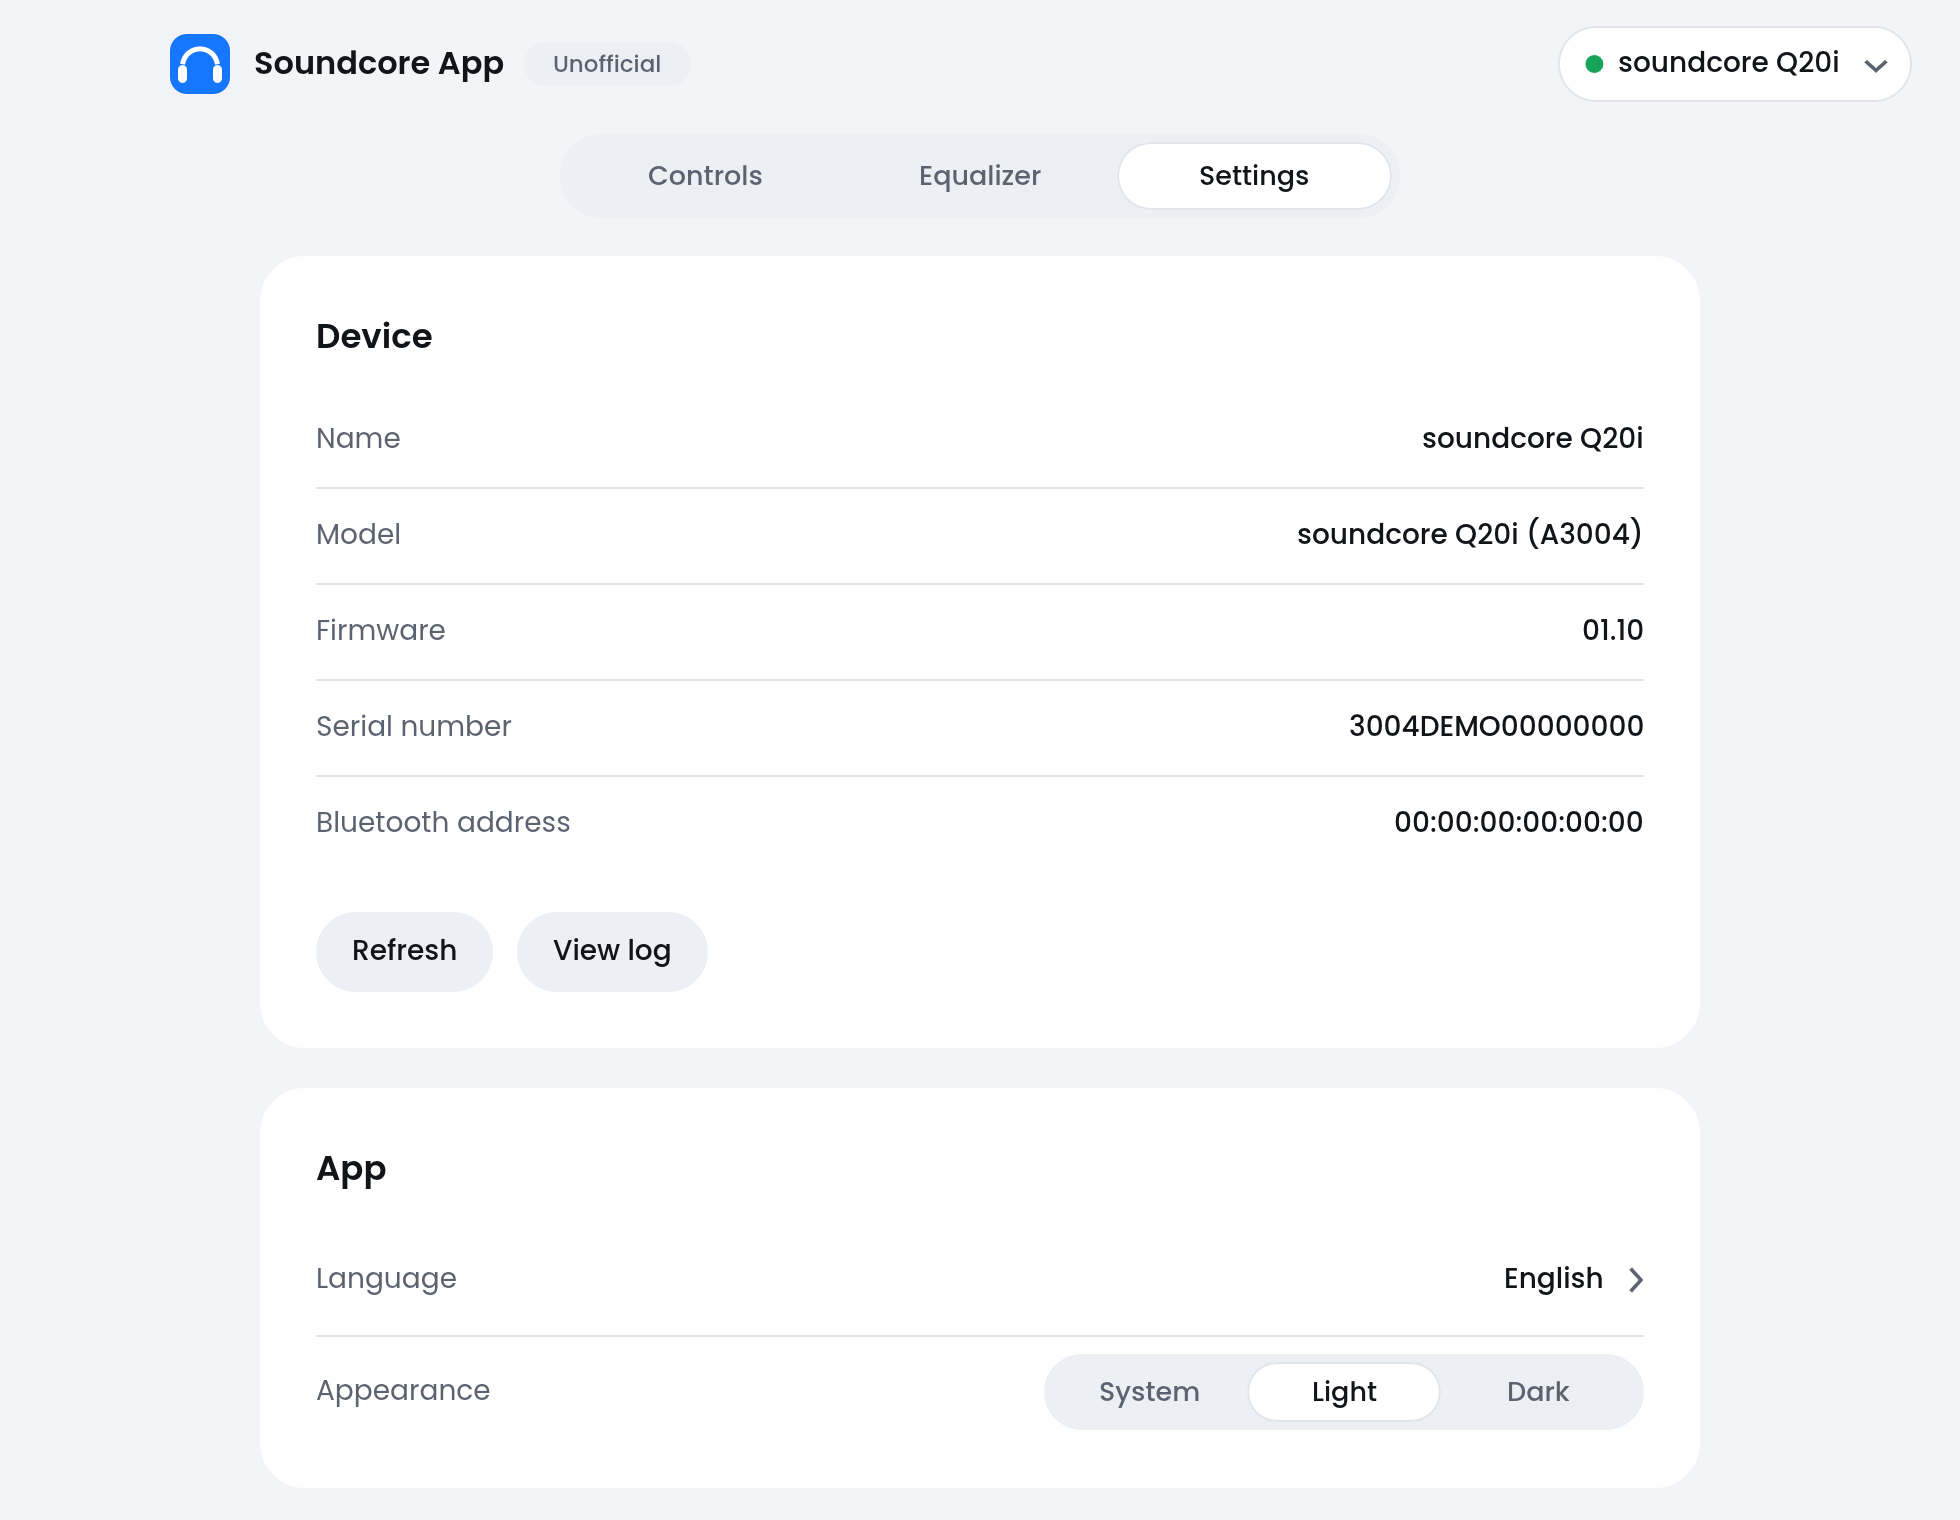 Soundcore App
Unofficial
soundcore Q20i
Controls
Equalizer
Settings
Device
Name
soundcore Q20i
Model
soundcore Q20i (A3004)
Firmware
01.10
Serial number
3004DEMO00000000
Bluetooth address
00:00:00:00:00:00
Refresh
View log
App
Language
English
Appearance
System
Light
Dark